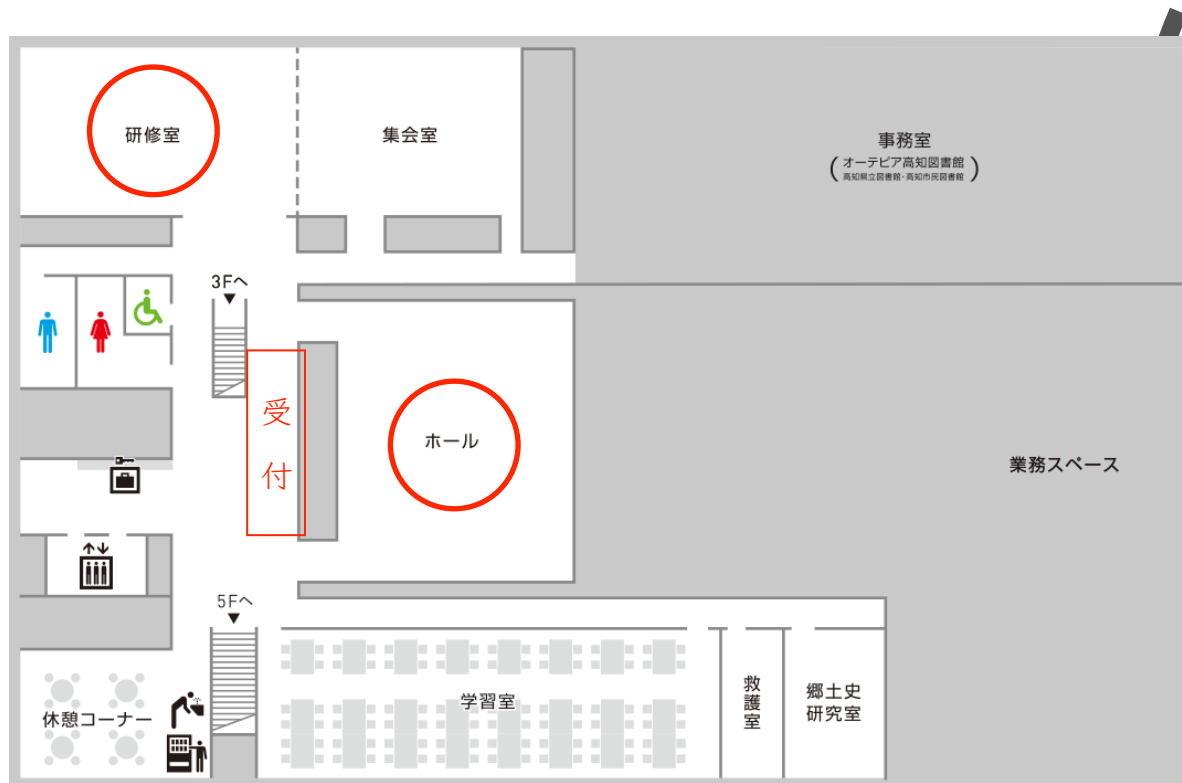 研修室
集会室
事務室
(オーテピア高知図書館
高知県立図書館・高知市民図書館)
3Fへ
受付
ホール
業務スペース
5Fへ
休憩コーナー
学習室
救護室
郷土史
研究室